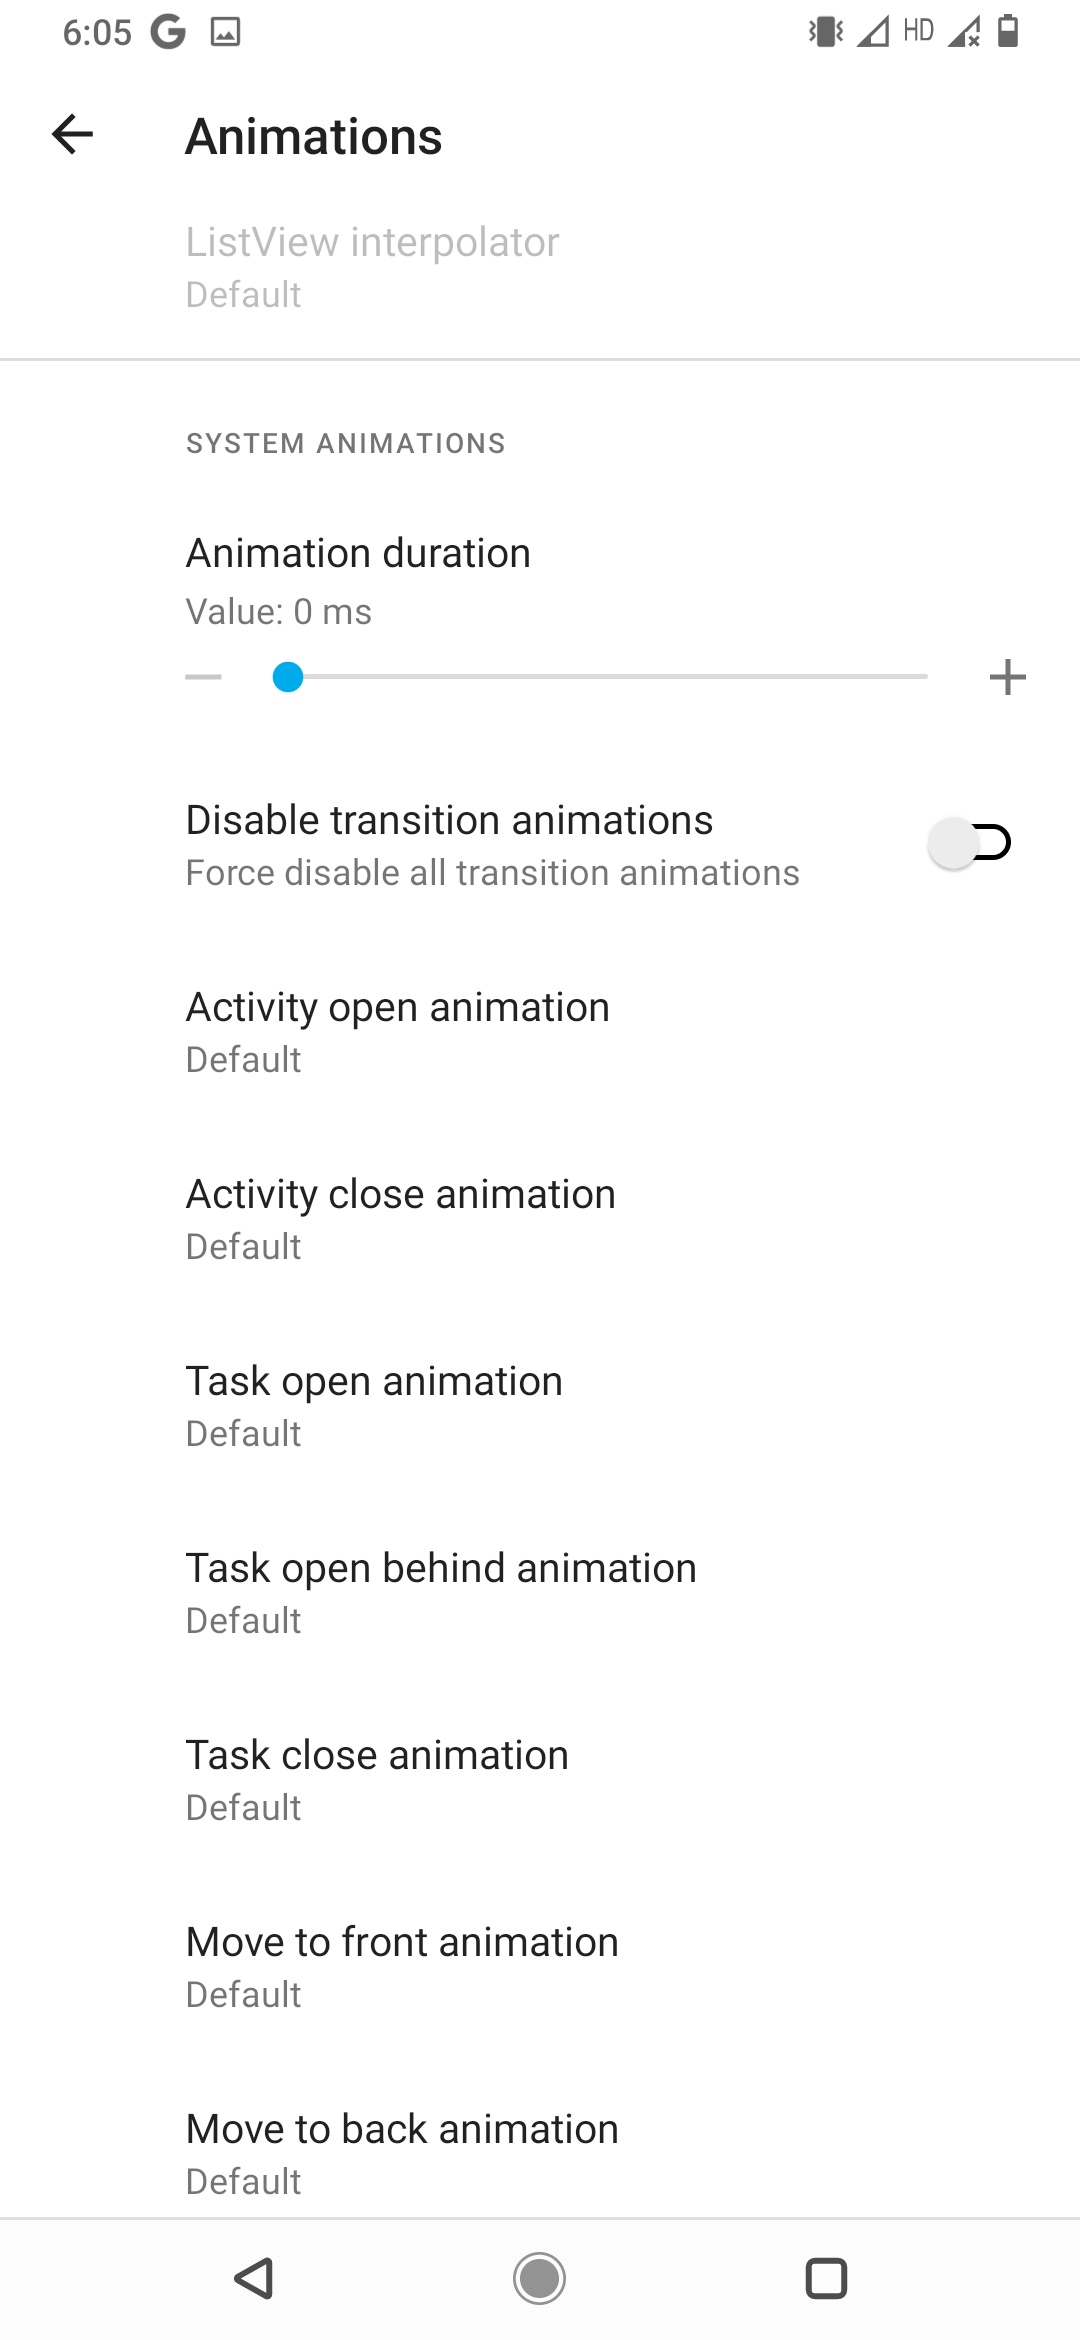 6:05 G HD
Animations
ListView interpolator
Default
SYSTEM ANIMATIONS
Animation duration
Value: 0 ms
Disable transition animations
Force disable all transition animations
Activity open animation
Default
Activity close animation
Default
Task open animation
Default
Task open behind animation
Default
Task close animation
Default
Move to front animation
Default
Move to back animation
Default